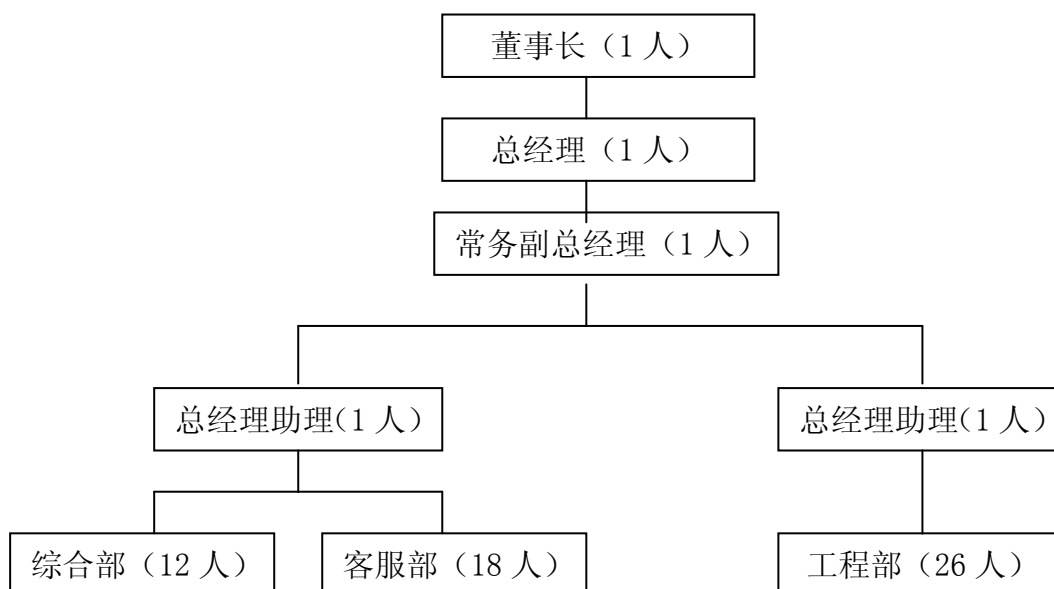 董事长（1 人）
总经理（1 人）
常务副总经理（1 人）
总经理助理(1 人）
总经理助理(1 人）
综合部（12 人）
客服部（18 人）
工程部（26 人）